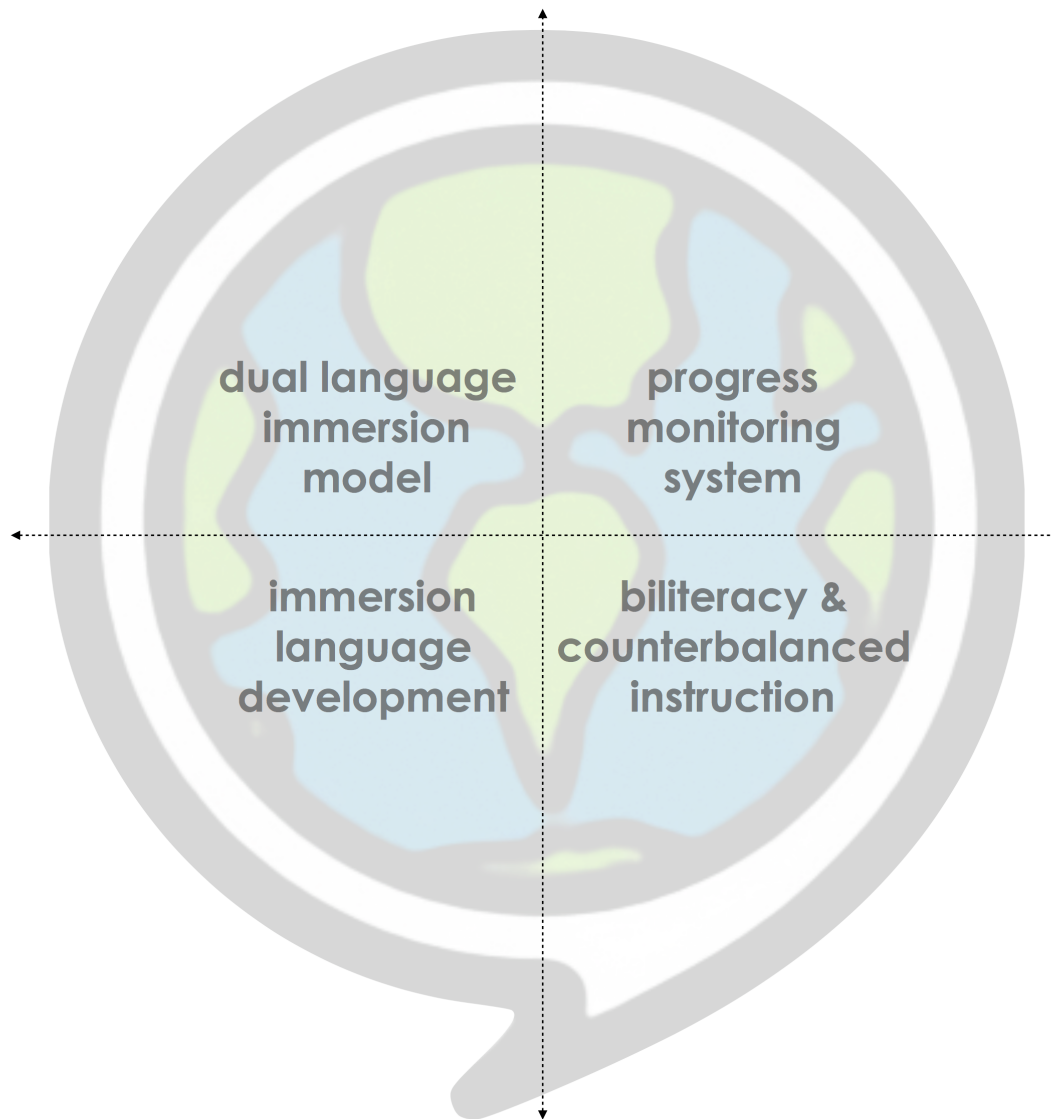 dual language
immersion
model
progress
monitoring
system
immersion
language
development
biliteracy &
counterbalanced
instruction